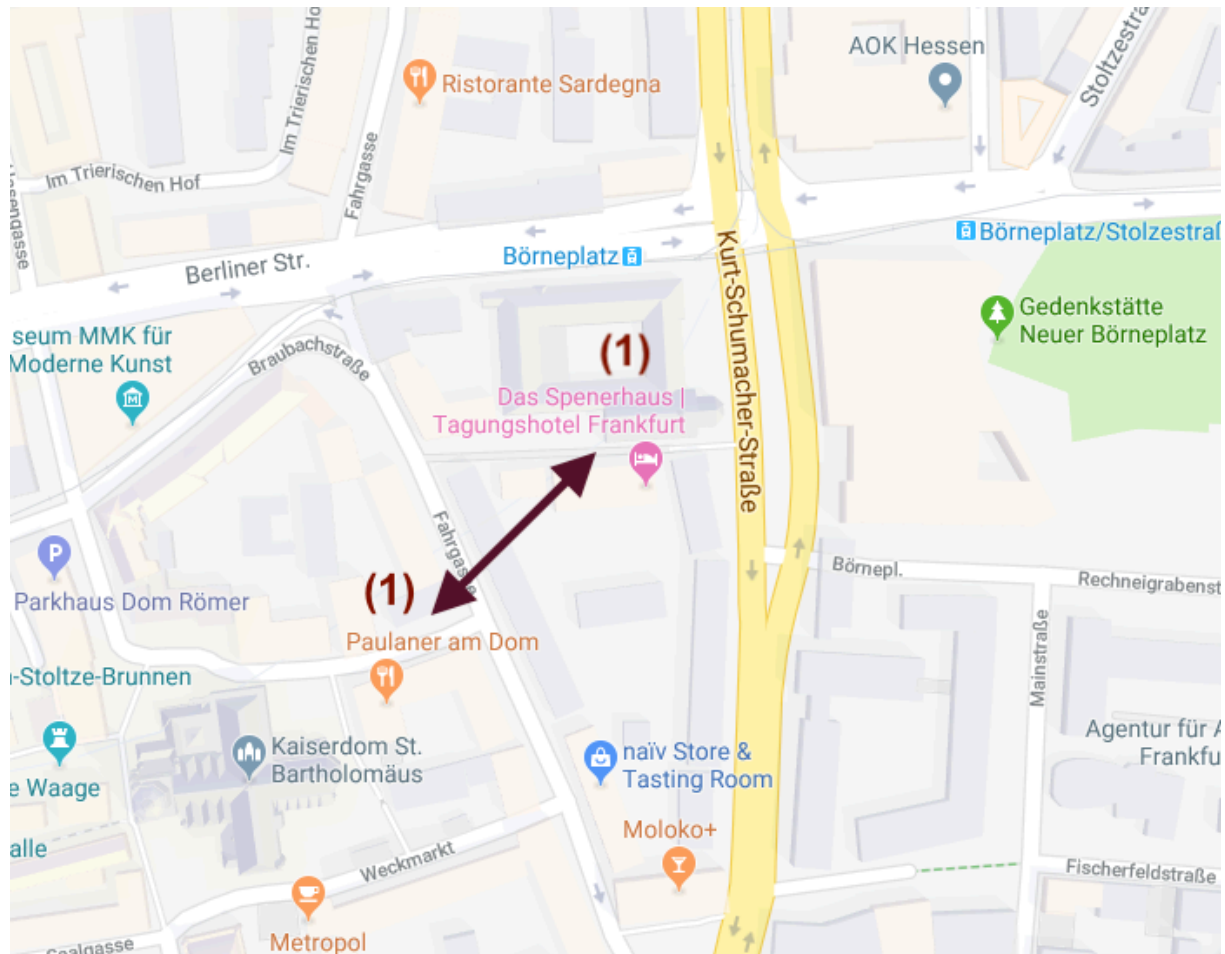 AOK Hessen
Stoltzestra
Im Trierischen Ho
Ristorante Sardegna
Im Trierischen Hof
Fahrgasse
Börneplatz
Börneplatz/Stolzestraß
Berliner Str.
Kurt-Schumacher-Straße
Gedenkstätte
Neuer Börneplatz
seum MMK für
Moderne Kunst
Braubachstraße
(1)
Das Spenerhaus |
Tagungshotel Frankfurt
Fahrgasse
P
Parkhaus Dom Römer
(1)
Börnepl.
Rechneigrabenst
Paulaner am Dom
Mainstraße
-Stoltze-Brunnen
Kaiserdom St.
Bartholomäus
naïv Store &
Tasting Room
Agentur für A
Frankfu
e Waage
Moloko+
alle
Weckmarkt
Fischerfeldstraße
Metropol